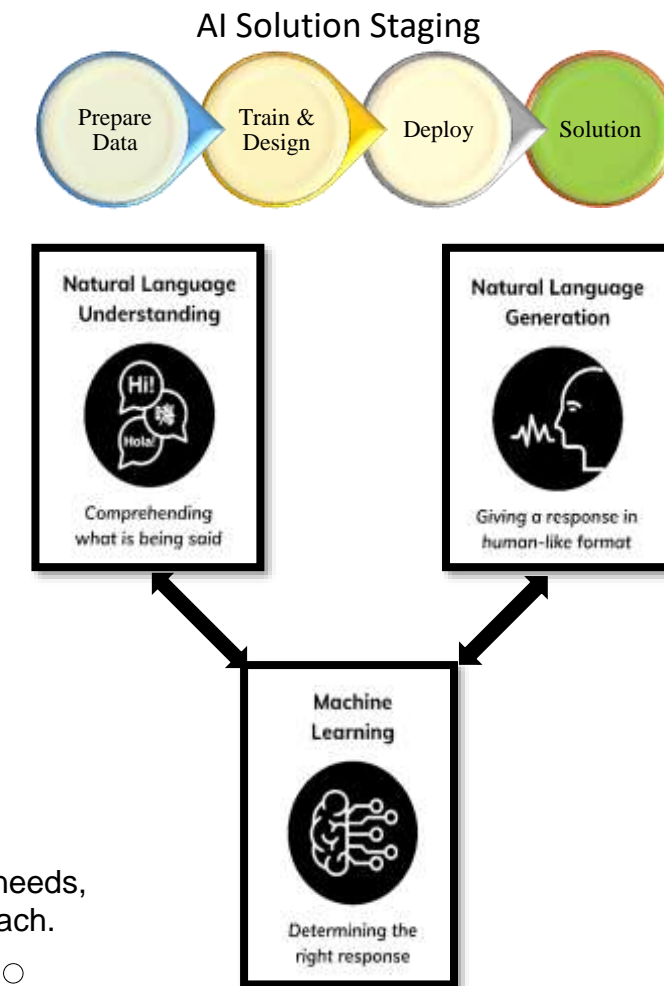 AI Solution Staging
Prepare
Data
Train &
Design
Deploy
Solution
Natural Language
Understanding
Hi!
嗨
Hola!
Comprehending
what is being said
Natural Language
Generation
Giving a response in
human-like format
Machine
Learning
Determining the
right response
needs,
ach.